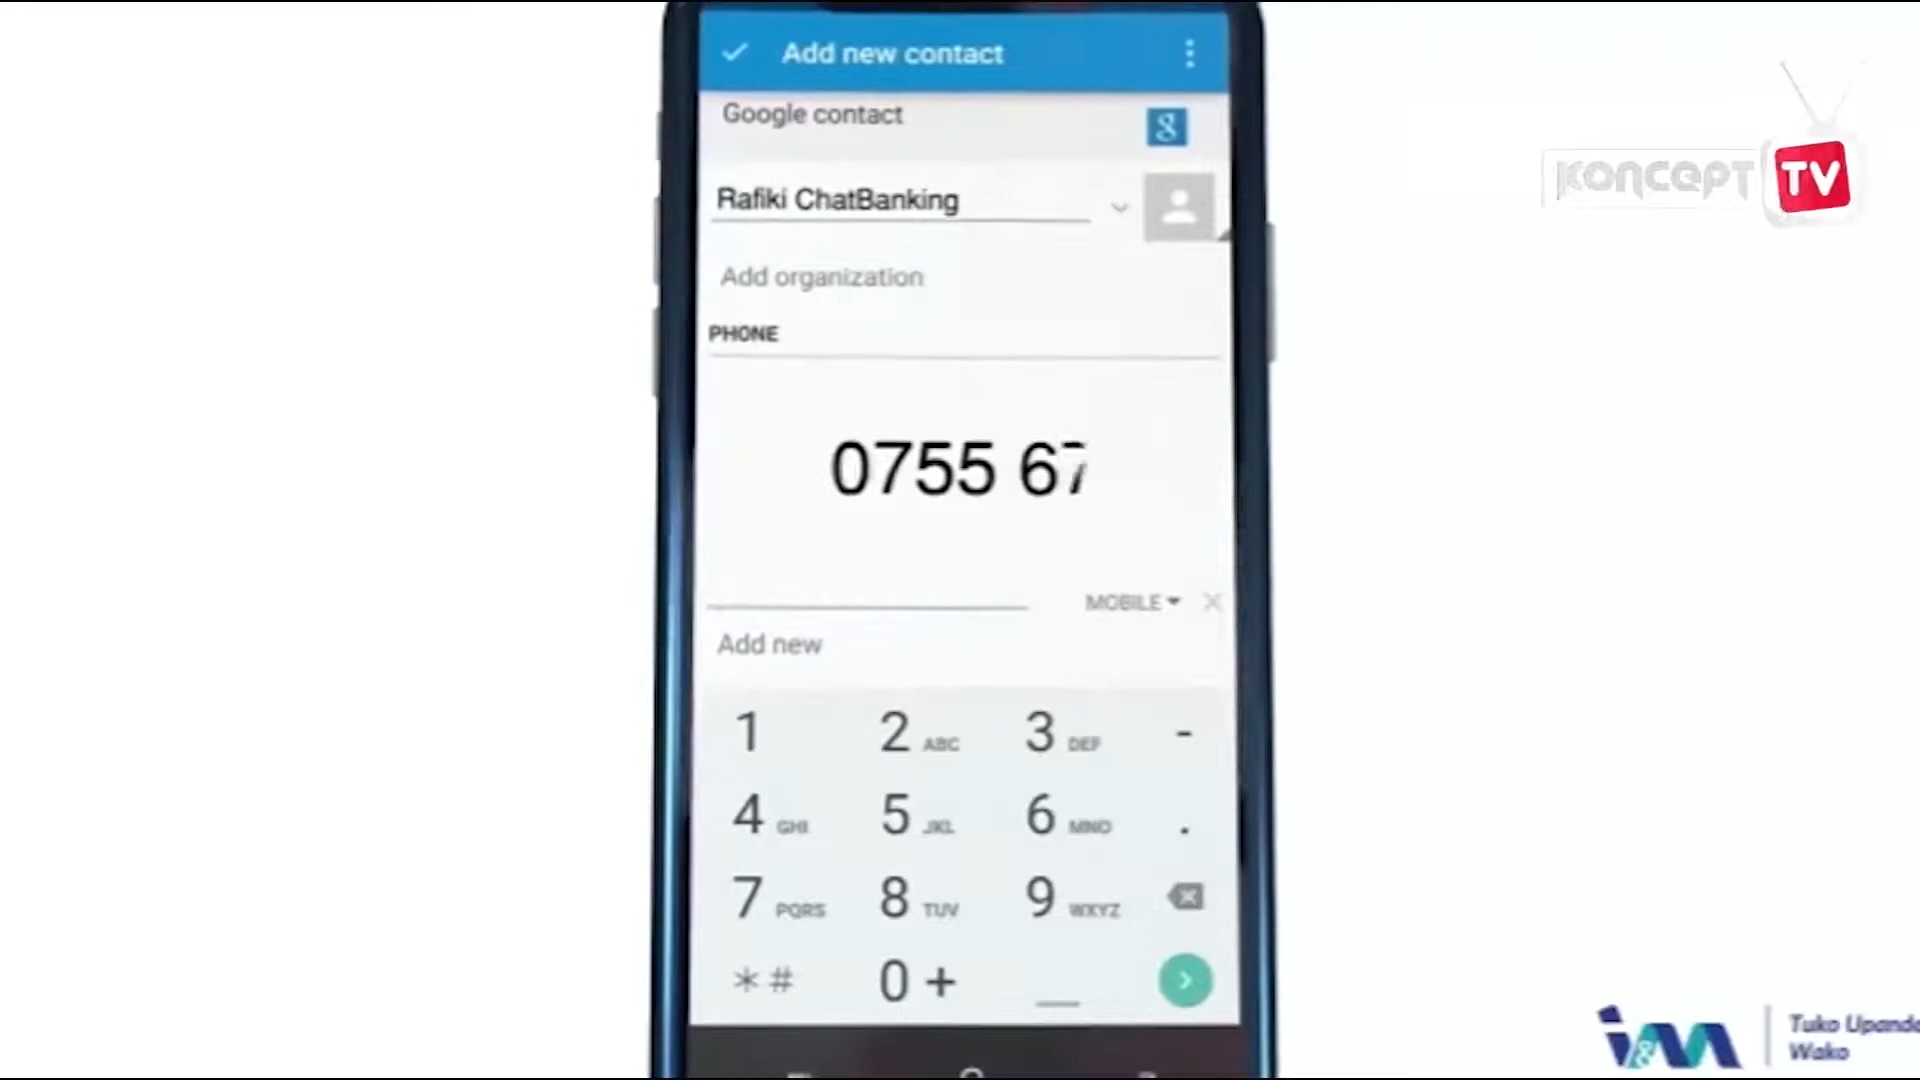 Add new contact
Google contact
8
KONCEPT TV
Rafiki ChatBanking
Add organization
PHONE
0755 67
MOBILE
Add new
1 2 ABC 3 DEF -
4 GHI 5 JKL 6 MNO .
7 PQRS 8 TUV 9 WXYZ
* # 0 + _
I&M
Tuko Upande
Wako